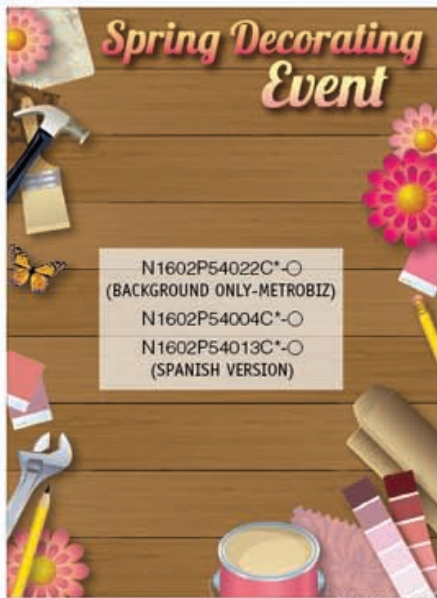 Spring Decorating
Event
N1602P54022C*-○
(BACKGROUND ONLY-METROBIZ)
N1602P54004C*-○
N1602P54013C*-○
(SPANISH VERSION)